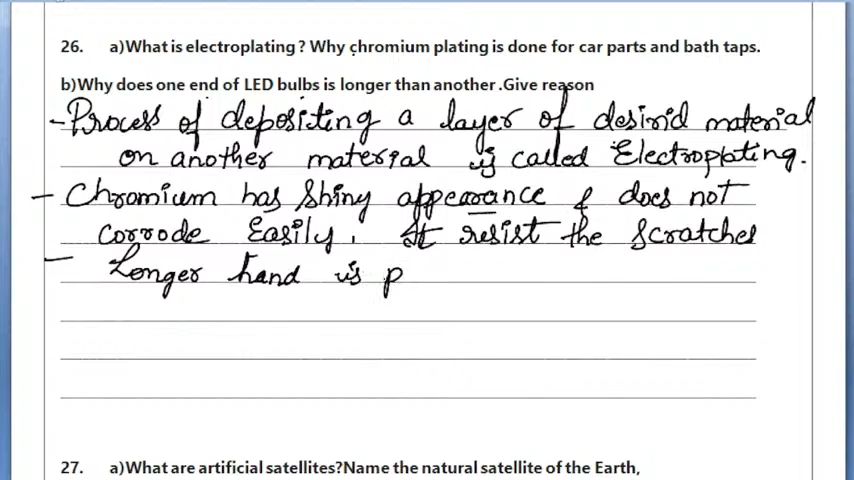 26. a)What is electroplating ? Why chromium plating is done for car parts and bath taps.
b)Why does one end of LED bulbs is longer than another .Give reason
-Process of depositing a layer of desirid material
on another material is called Electroplating.
- Chromium has Shiny appearance & does not
corrode Easily. It resist the Scratches
- Longer hand is p
27. a)What are artificial satellites?Name the natural satellite of the Earth,